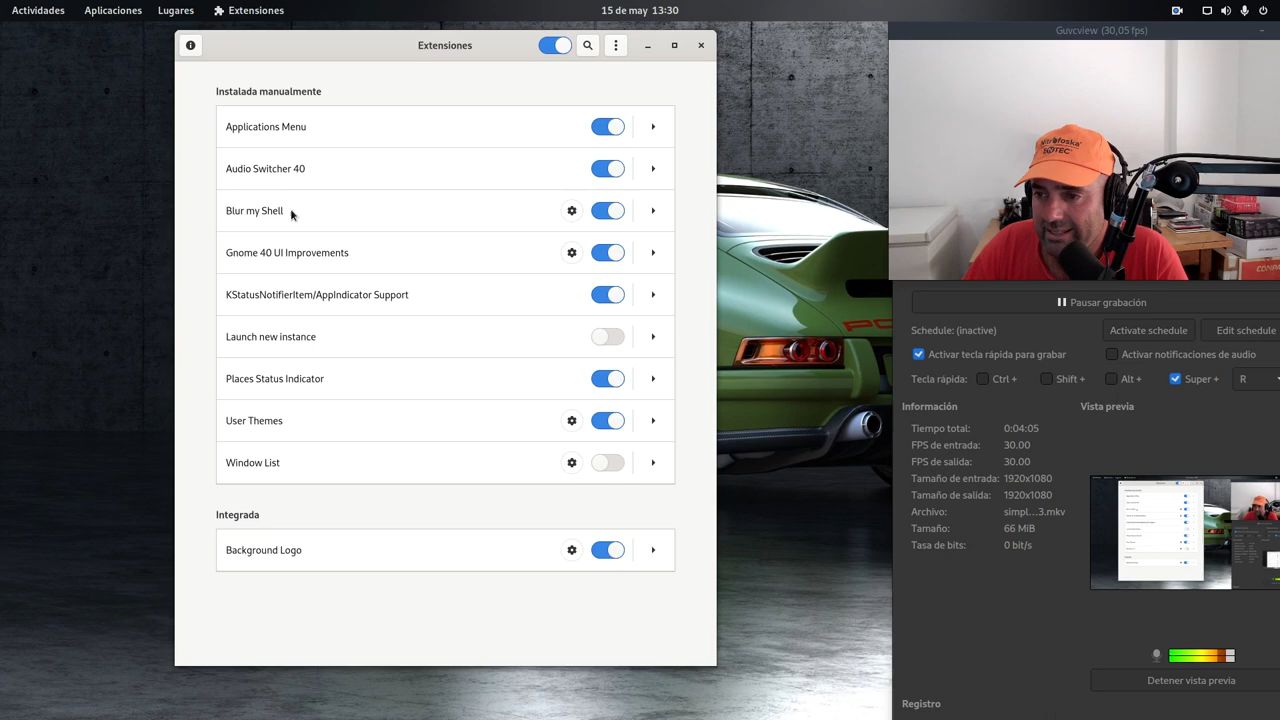 Actividades
Aplicaciones
Lugares
Extensiones
15 de may 13:30
Extensiones
Instalada manualmente
Applications Menu
Audio Switcher 40
Blur my Shell
Gnome 40 UI Improvements
KStatusNotifierItem/AppIndicator Support
Launch new instance
Places Status Indicator
User Themes
Window List
Integrada
Background Logo
Guvcview (30,05 fps)
Pausar grabación
Schedule: (inactive)
Activate schedule
Edit schedule
Activar tecla rápida para grabar
Activar notificaciones de audio
Tecla rápida:
Ctrl +
Shift +
Alt +
Super +
R
Información
Vista previa
Tiempo total: 0:04:05
FPS de entrada: 30.00
FPS de salida: 30.00
Tamaño de entrada: 1920x1080
Tamaño de salida: 1920x1080
Archivo: simpl...3.mkv
Tamaño: 66 MiB
Tasa de bits: 0 bit/s
Detener vista previa
Registro